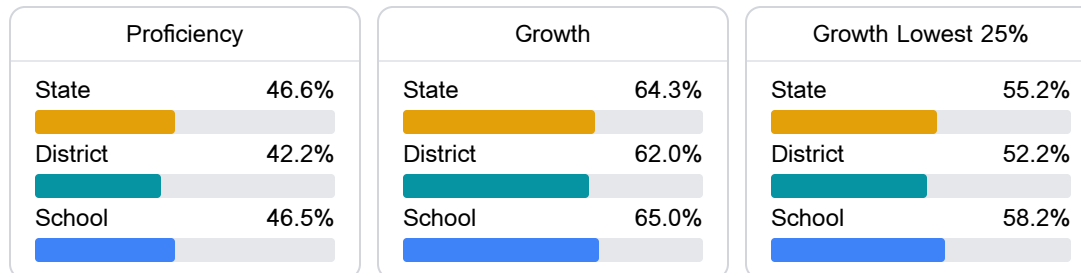 Proficiency
State 46.6%
District 42.2%
School 46.5%
Growth
State 64.3%
District 62.0%
School 65.0%
Growth Lowest 25%
State 55.2%
District 52.2%
School 58.2%